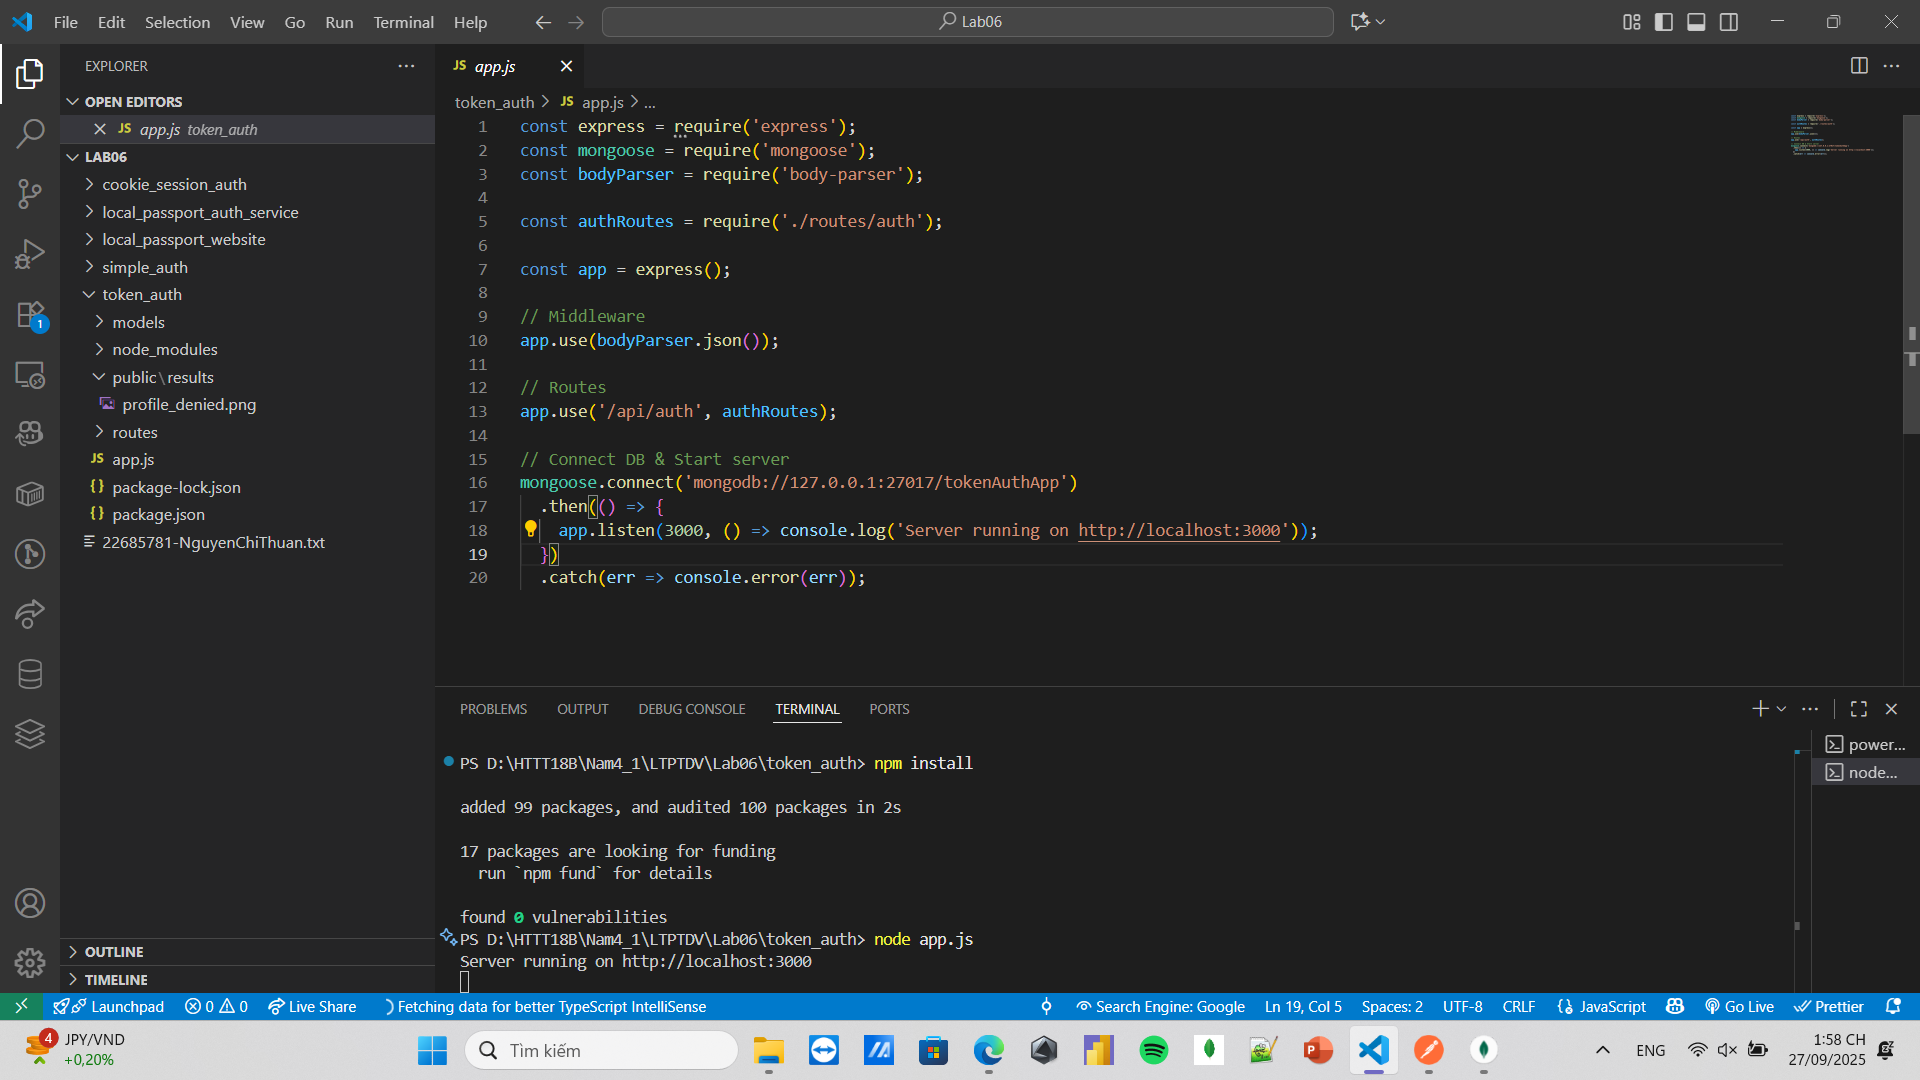 File Edit Selection View Go Run Terminal Help
Lab06
EXPLORER
OPEN EDITORS
JS app.js token_auth
LAB06
cookie_session_auth
local_passport_auth_service
local_passport_website
simple_auth
token_auth
models
node_modules
public\results
profile_denied.png
routes
JS app.js
{} package-lock.json
{} package.json
22685781-NguyenChiThuan.txt
OUTLINE
TIMELINE
1
JS app.js
token_auth > JS app.js > ...
1 const express = require('express');
2 const mongoose = require('mongoose');
3 const bodyParser = require('body-parser');
4
5 const authRoutes = require('./routes/auth');
6
7 const app = express();
8
9 // Middleware
10 app.use(bodyParser.json());
11
12 // Routes
13 app.use('/api/auth', authRoutes);
14
15 // Connect DB & Start server
16 mongoose.connect('mongodb://127.0.0.1:27017/tokenAuthApp')
17 .then(() => {
18 app.listen(3000, () => console.log('Server running on http://localhost:3000'));
19 })
20 .catch(err => console.error(err));
PROBLEMS OUTPUT DEBUG CONSOLE TERMINAL PORTS
power...
node...
PS D:\HTTT18B\Nam4_1\LTPTDV\Lab06\token_auth> npm install
added 99 packages, and audited 100 packages in 2s
17 packages are looking for funding
run `npm fund` for details
found 0 vulnerabilities
PS D:\HTTT18B\Nam4_1\LTPTDV\Lab06\token_auth> node app.js
Server running on http://localhost:3000
Launchpad 0 0 Live Share Fetching data for better TypeScript IntelliSense Search Engine: Google Ln 19, Col 5 Spaces: 2 UTF-8 CRLF {} JavaScript Go Live Prettier
4 JPY/VND
+0,20%
Tìm kiếm
ENG
1:58 CH
27/09/2025